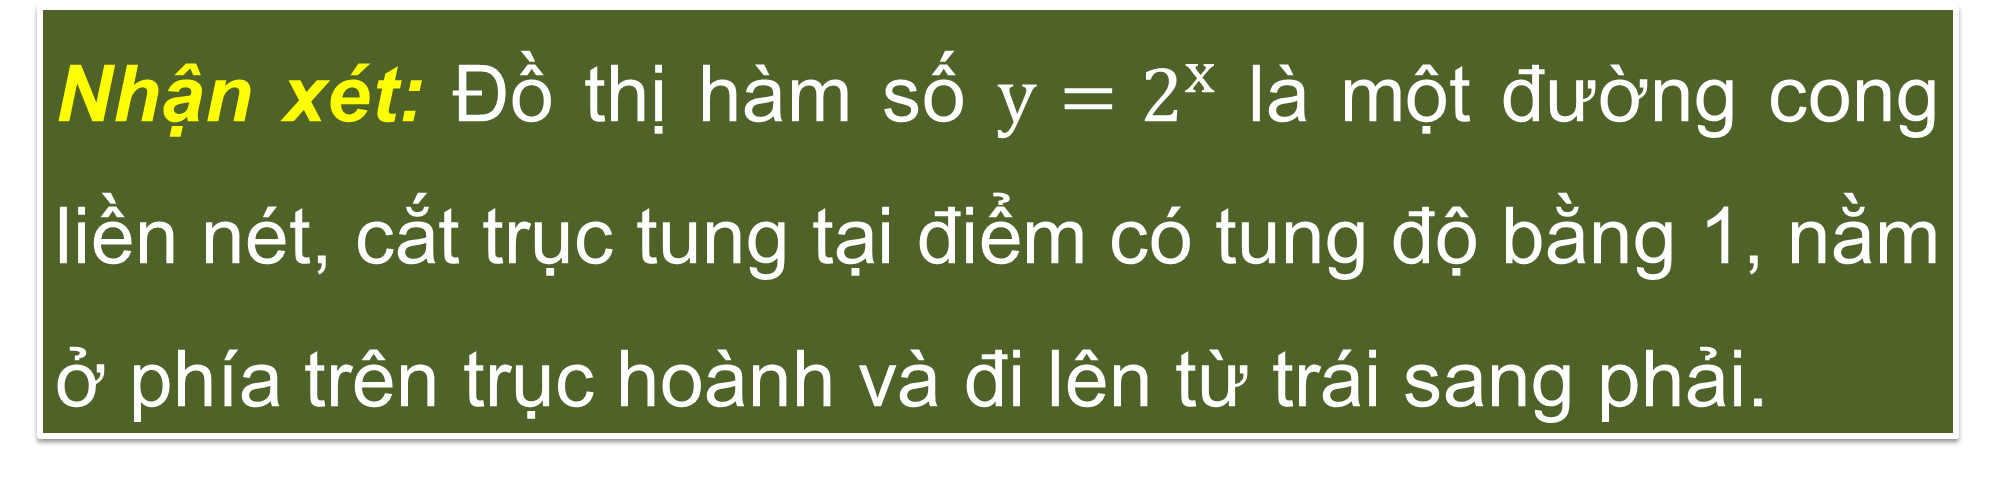 Nhận xét: Đồ thị hàm số y = 2ˣ là một đường cong
liền nét, cắt trục tung tại điểm có tung độ bằng 1, nằm
ở phía trên trục hoành và đi lên từ trái sang phải.